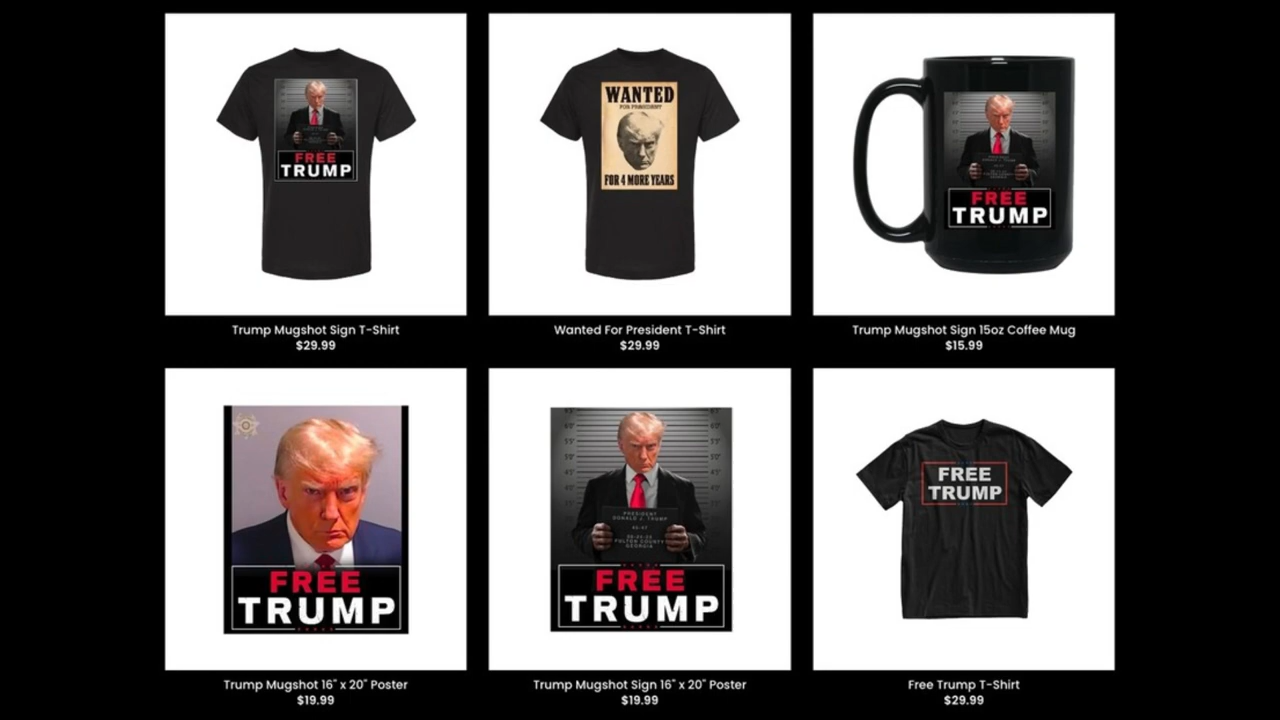 FREE
TRUMP
WANTED
FOR PRESIDENT
FOR 4 MORE YEARS
FREE
TRUMP
Trump Mugshot Sign T-Shirt
$29.99
Wanted For President T-Shirt
$29.99
Trump Mugshot Sign 15oz Coffee Mug
$15.99
FREE
TRUMP
PRESIDENT
DONALD J. TRUMP
45/47
FULTON COUNTY
GEORGIA
FREE
TRUMP
FREE
TRUMP
Trump Mugshot 16" x 20" Poster
$19.99
Trump Mugshot Sign 16" x 20" Poster
$19.99
Free Trump T-Shirt
$29.99